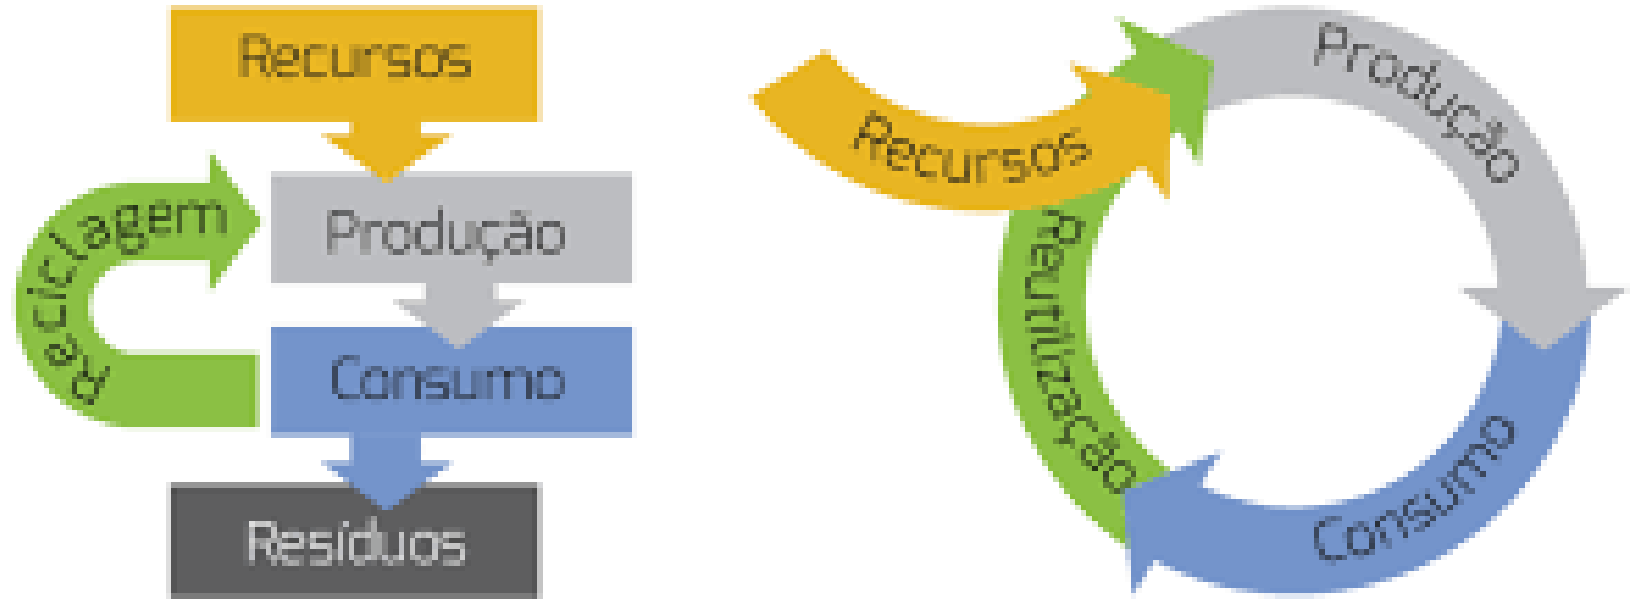 Recursos
Reciclagem
Produção
Consumo
Resíduos
Recursos
Produção
Consumo
Reutilização